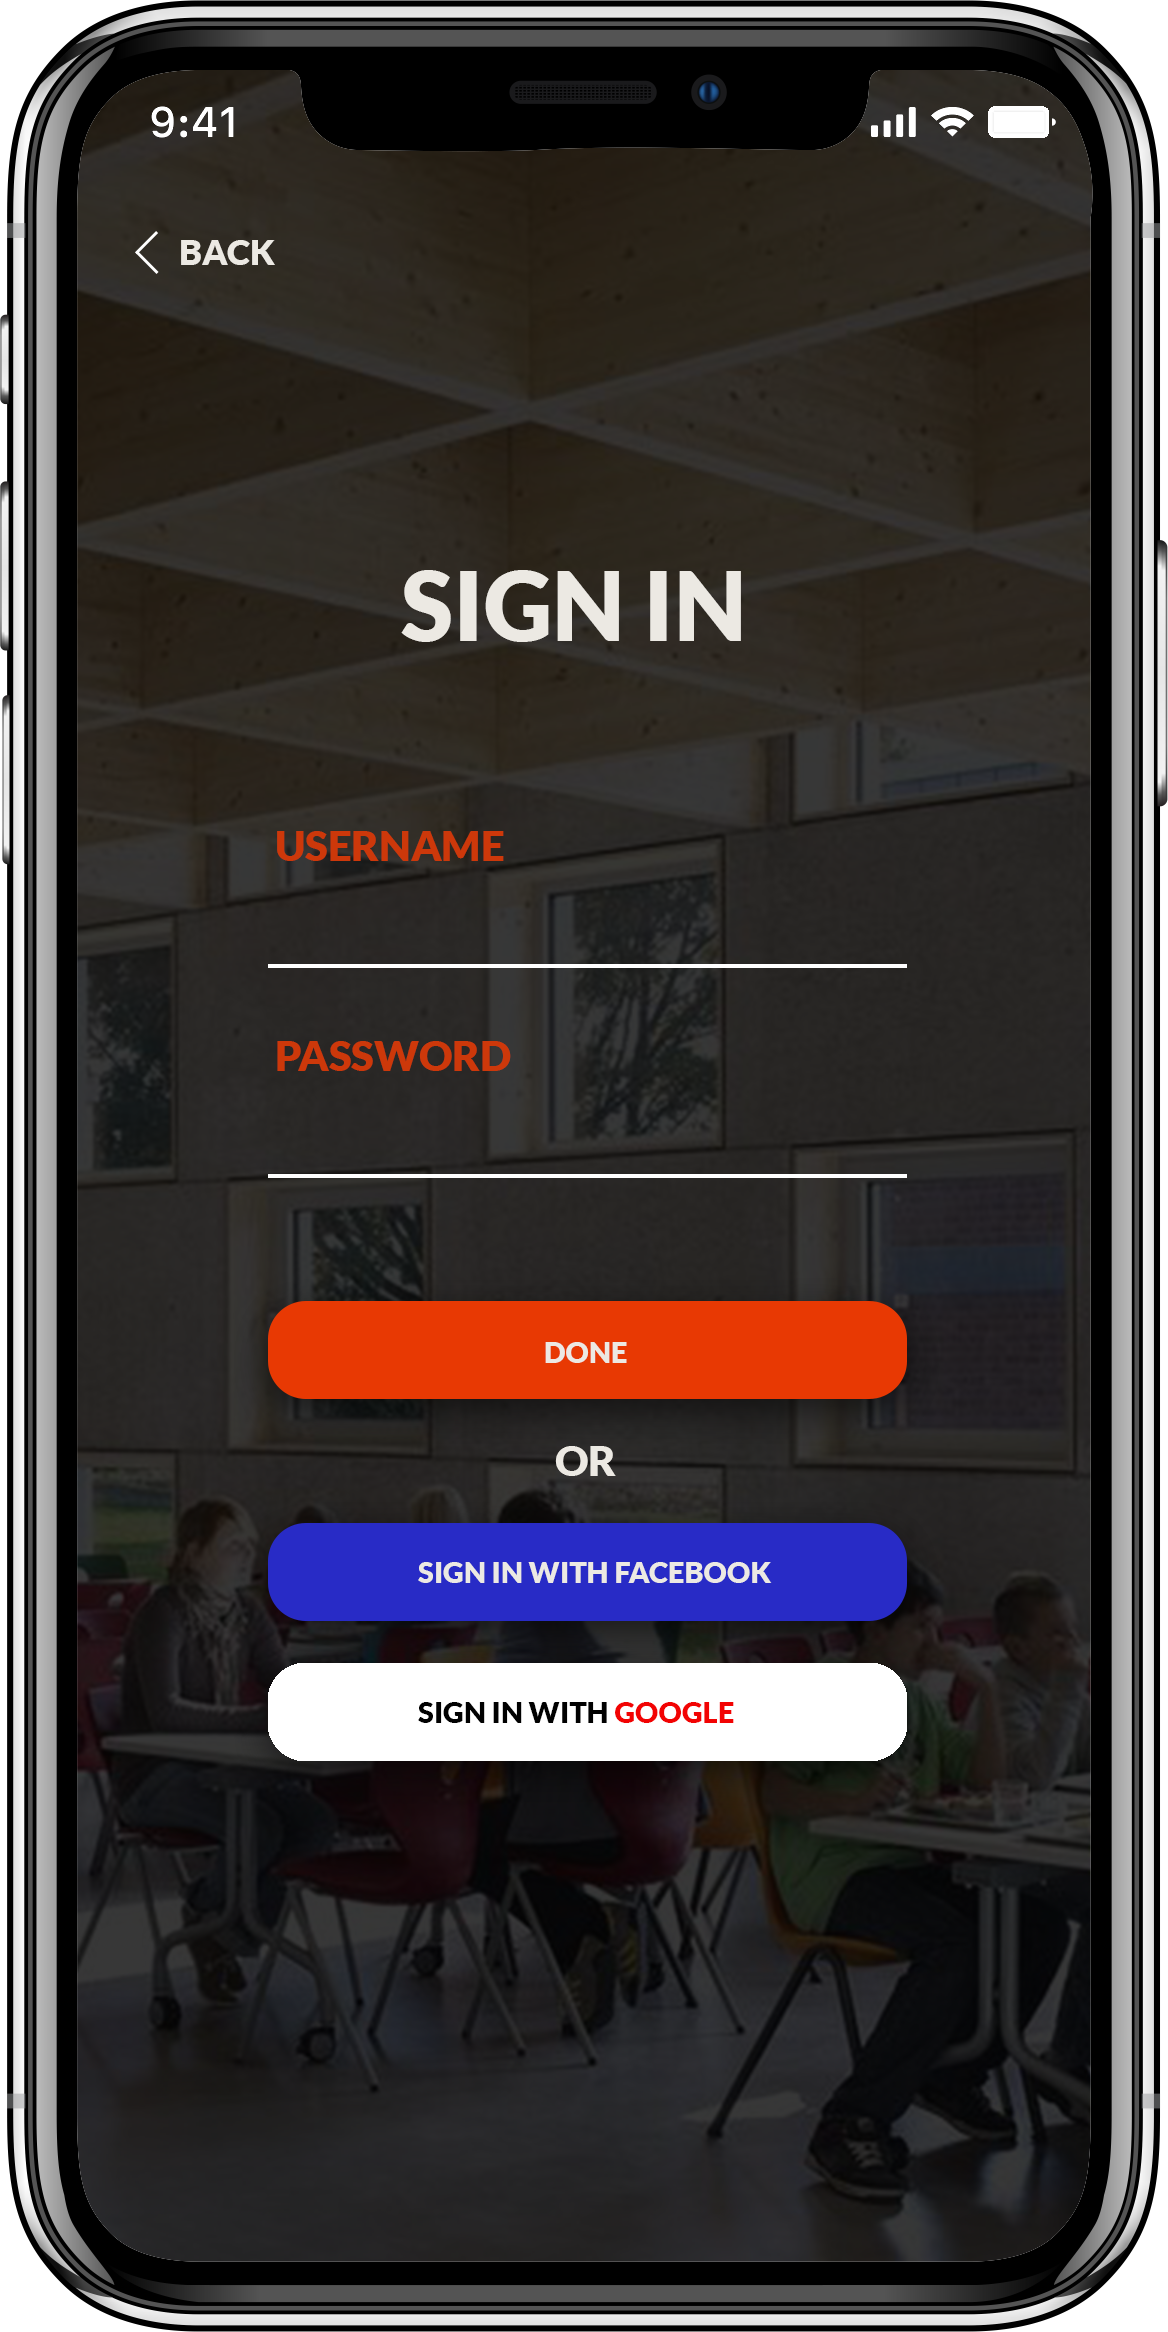 9:41
BACK
SIGN IN
USERNAME
PASSWORD
DONE
OR
SIGN IN WITH FACEBOOK
SIGN IN WITH GOOGLE